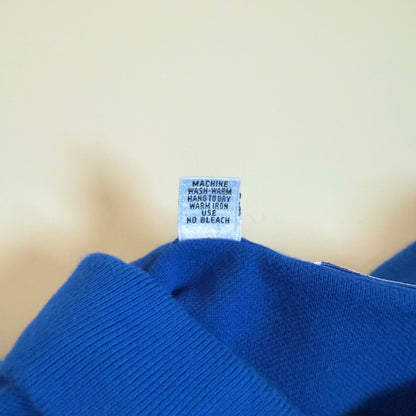 MACHINE
WASH-WARM
HANG TO DRY
WARM IRON
USE
NO BLEACH